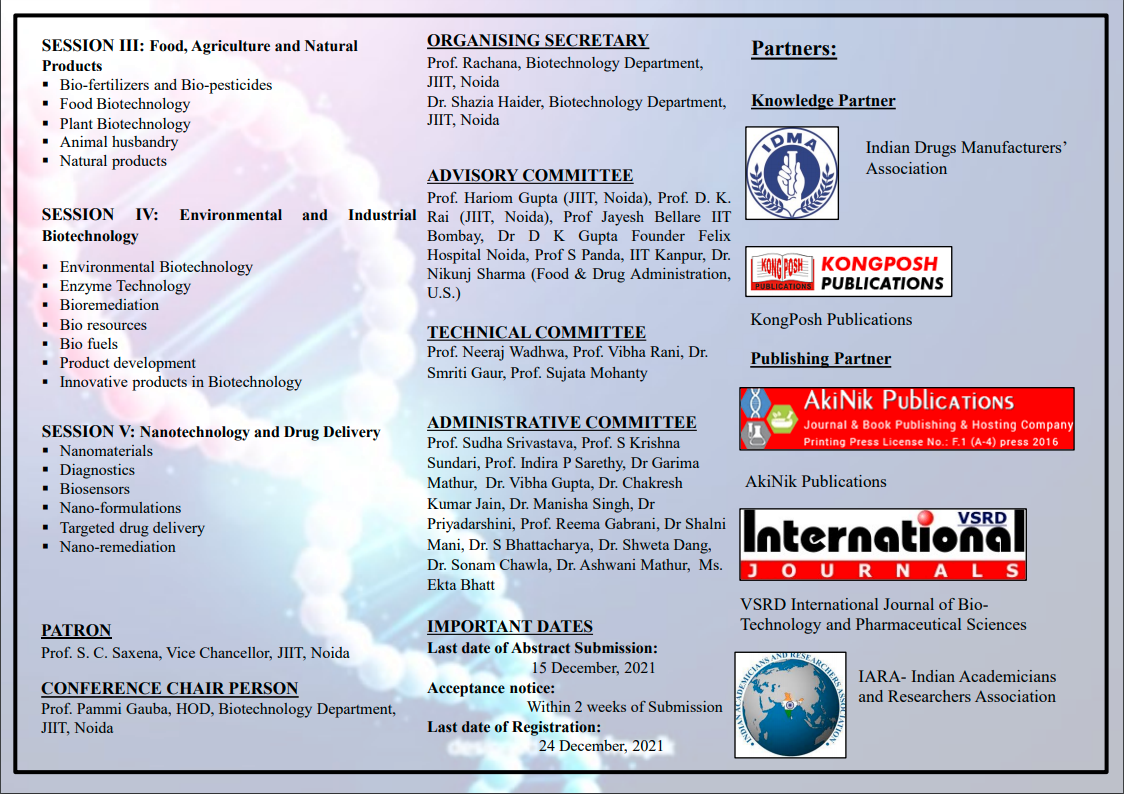 SESSION III: Food, Agriculture and Natural
Products
▪ Bio-fertilizers and Bio-pesticides
▪ Food Biotechnology
▪ Plant Biotechnology
▪ Animal husbandry
▪ Natural products
SESSION IV: Environmental and Industrial
Biotechnology
▪ Environmental Biotechnology
▪ Enzyme Technology
▪ Bioremediation
▪ Bio resources
▪ Bio fuels
▪ Product development
▪ Innovative products in Biotechnology
SESSION V: Nanotechnology and Drug Delivery
▪ Nanomaterials
▪ Diagnostics
▪ Biosensors
▪ Nano-formulations
▪ Targeted drug delivery
▪ Nano-remediation
PATRON
Prof. S. C. Saxena, Vice Chancellor, JIIT, Noida
CONFERENCE CHAIR PERSON
Prof. Pammi Gauba, HOD, Biotechnology Department,
JIIT, Noida
ORGANISING SECRETARY
Prof. Rachana, Biotechnology Department,
JIIT, Noida
Dr. Shazia Haider, Biotechnology Department,
JIIT, Noida
ADVISORY COMMITTEE
Prof. Hariom Gupta (JIIT, Noida), Prof. D. K.
Rai (JIIT, Noida), Prof Jayesh Bellare IIT
Bombay, Dr D K Gupta Founder Felix
Hospital Noida, Prof S Panda, IIT Kanpur, Dr.
Nikunj Sharma (Food & Drug Administration,
U.S.)
TECHNICAL COMMITTEE
Prof. Neeraj Wadhwa, Prof. Vibha Rani, Dr.
Smriti Gaur, Prof. Sujata Mohanty
ADMINISTRATIVE COMMITTEE
Prof. Sudha Srivastava, Prof. S Krishna
Sundari, Prof. Indira P Sarethy, Dr Garima
Mathur, Dr. Vibha Gupta, Dr. Chakresh
Kumar Jain, Dr. Manisha Singh, Dr
Priyadarshini, Prof. Reema Gabrani, Dr Shalni
Mani, Dr. S Bhattacharya, Dr. Shweta Dang,
Dr. Sonam Chawla, Dr. Ashwani Mathur, Ms.
Ekta Bhatt
IMPORTANT DATES
Last date of Abstract Submission:
15 December, 2021
Acceptance notice:
Within 2 weeks of Submission
Last date of Registration:
24 December, 2021
Partners:
Knowledge Partner
IDMA
Indian Drugs Manufacturers'
Association
KONG POSH
PUBLICATIONS
KONGPOSH
PUBLICATIONS
KongPosh Publications
Publishing Partner
AkiNik Publications
Journal & Book Publishing & Hosting Company
Printing Press License No.: F.1 (A-4) press 2016
AkiNik Publications
VSRD
International
JOURNALS
VSRD International Journal of Bio-
Technology and Pharmaceutical Sciences
INDIAN ACADEMICIANS AND RESEARCHERS ASSOCIATION
IARA- Indian Academicians
and Researchers Association